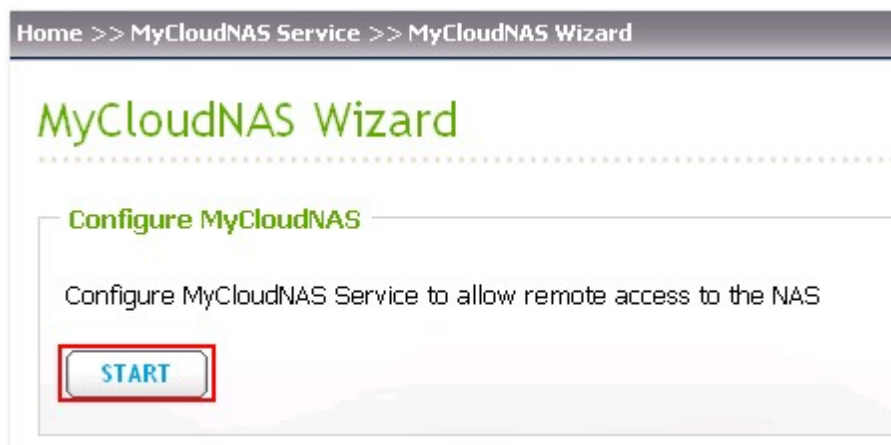 Home >> MyCloudNAS Service >> MyCloudNAS Wizard
MyCloudNAS Wizard
Configure MyCloudNAS
Configure MyCloudNAS Service to allow remote access to the NAS
START